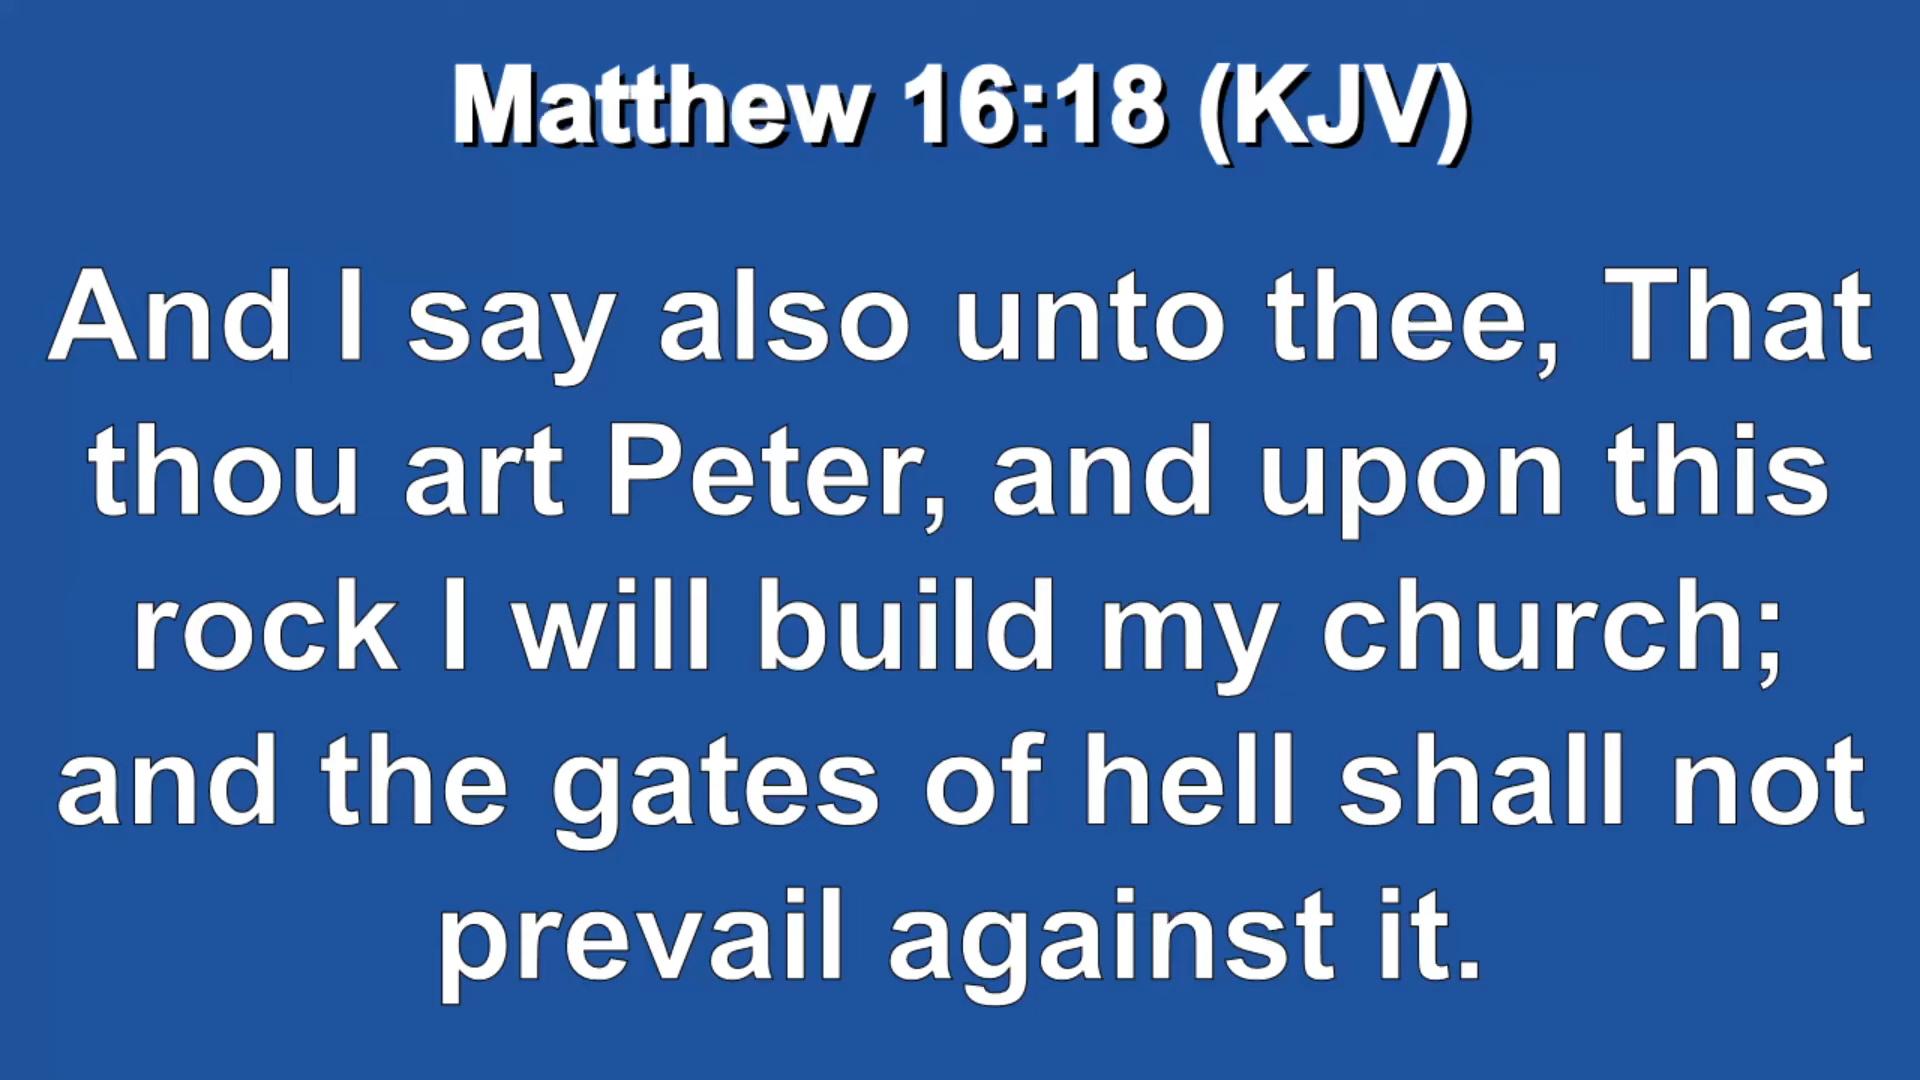 Matthew 16:18 (KJV)
And I say also unto thee, That
thou art Peter, and upon this
rock I will build my church;
and the gates of hell shall not
prevail against it.